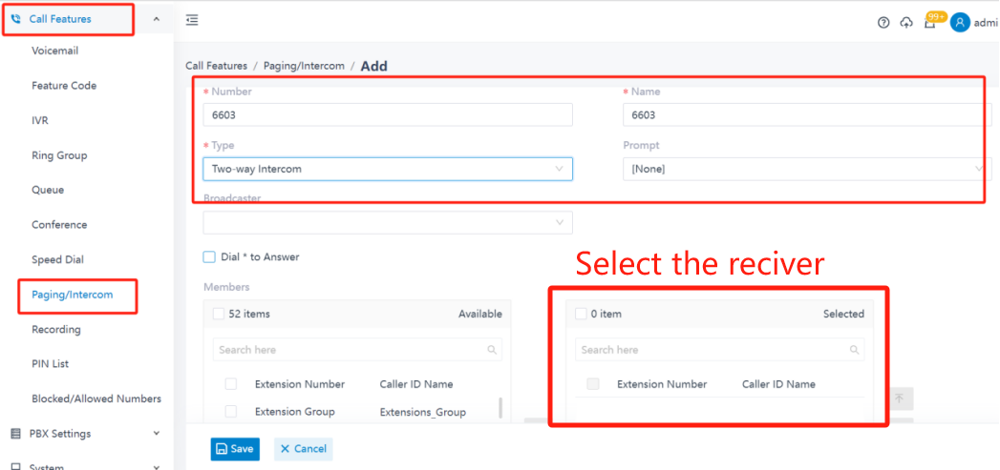 Call Features
Voicemail
Feature Code
IVR
Ring Group
Queue
Conference
Speed Dial
Paging/Intercom
Recording
PIN List
Blocked/Allowed Numbers
PBX Settings
System
99+
A admi
Call Features / Paging/Intercom / Add
* Number
6603
* Name
6603
* Type
Two-way Intercom
Prompt
[None]
Broadcaster
Dial * to Answer
Select the reciver
Members
52 items Available
Search here
Extension Number Caller ID Name
Extension Group Extensions_Group
0 item Selected
Search here
Extension Number Caller ID Name
Save
Cancel